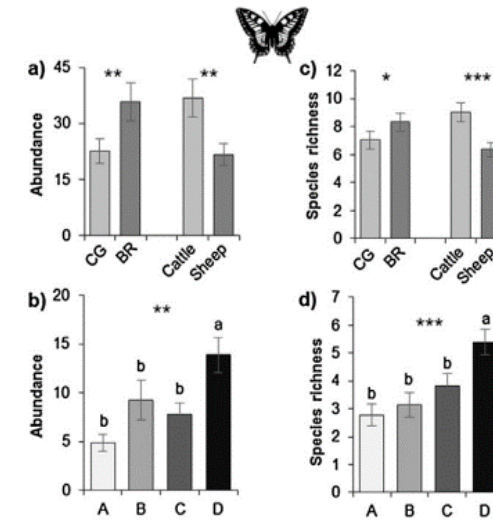 a)
Abundance
45
30
15
0
**
**
CG
BR
Cattle
Sheep
c)
Species richness
12
10
8
6
4
2
0
*
***
CG
BR
Cattle
Sheep
b)
Abundance
20
15
10
5
0
**
b
b
b
a
A
B
C
D
d)
Species richness
7
6
5
4
3
2
1
0
***
b
b
b
a
A
B
C
D